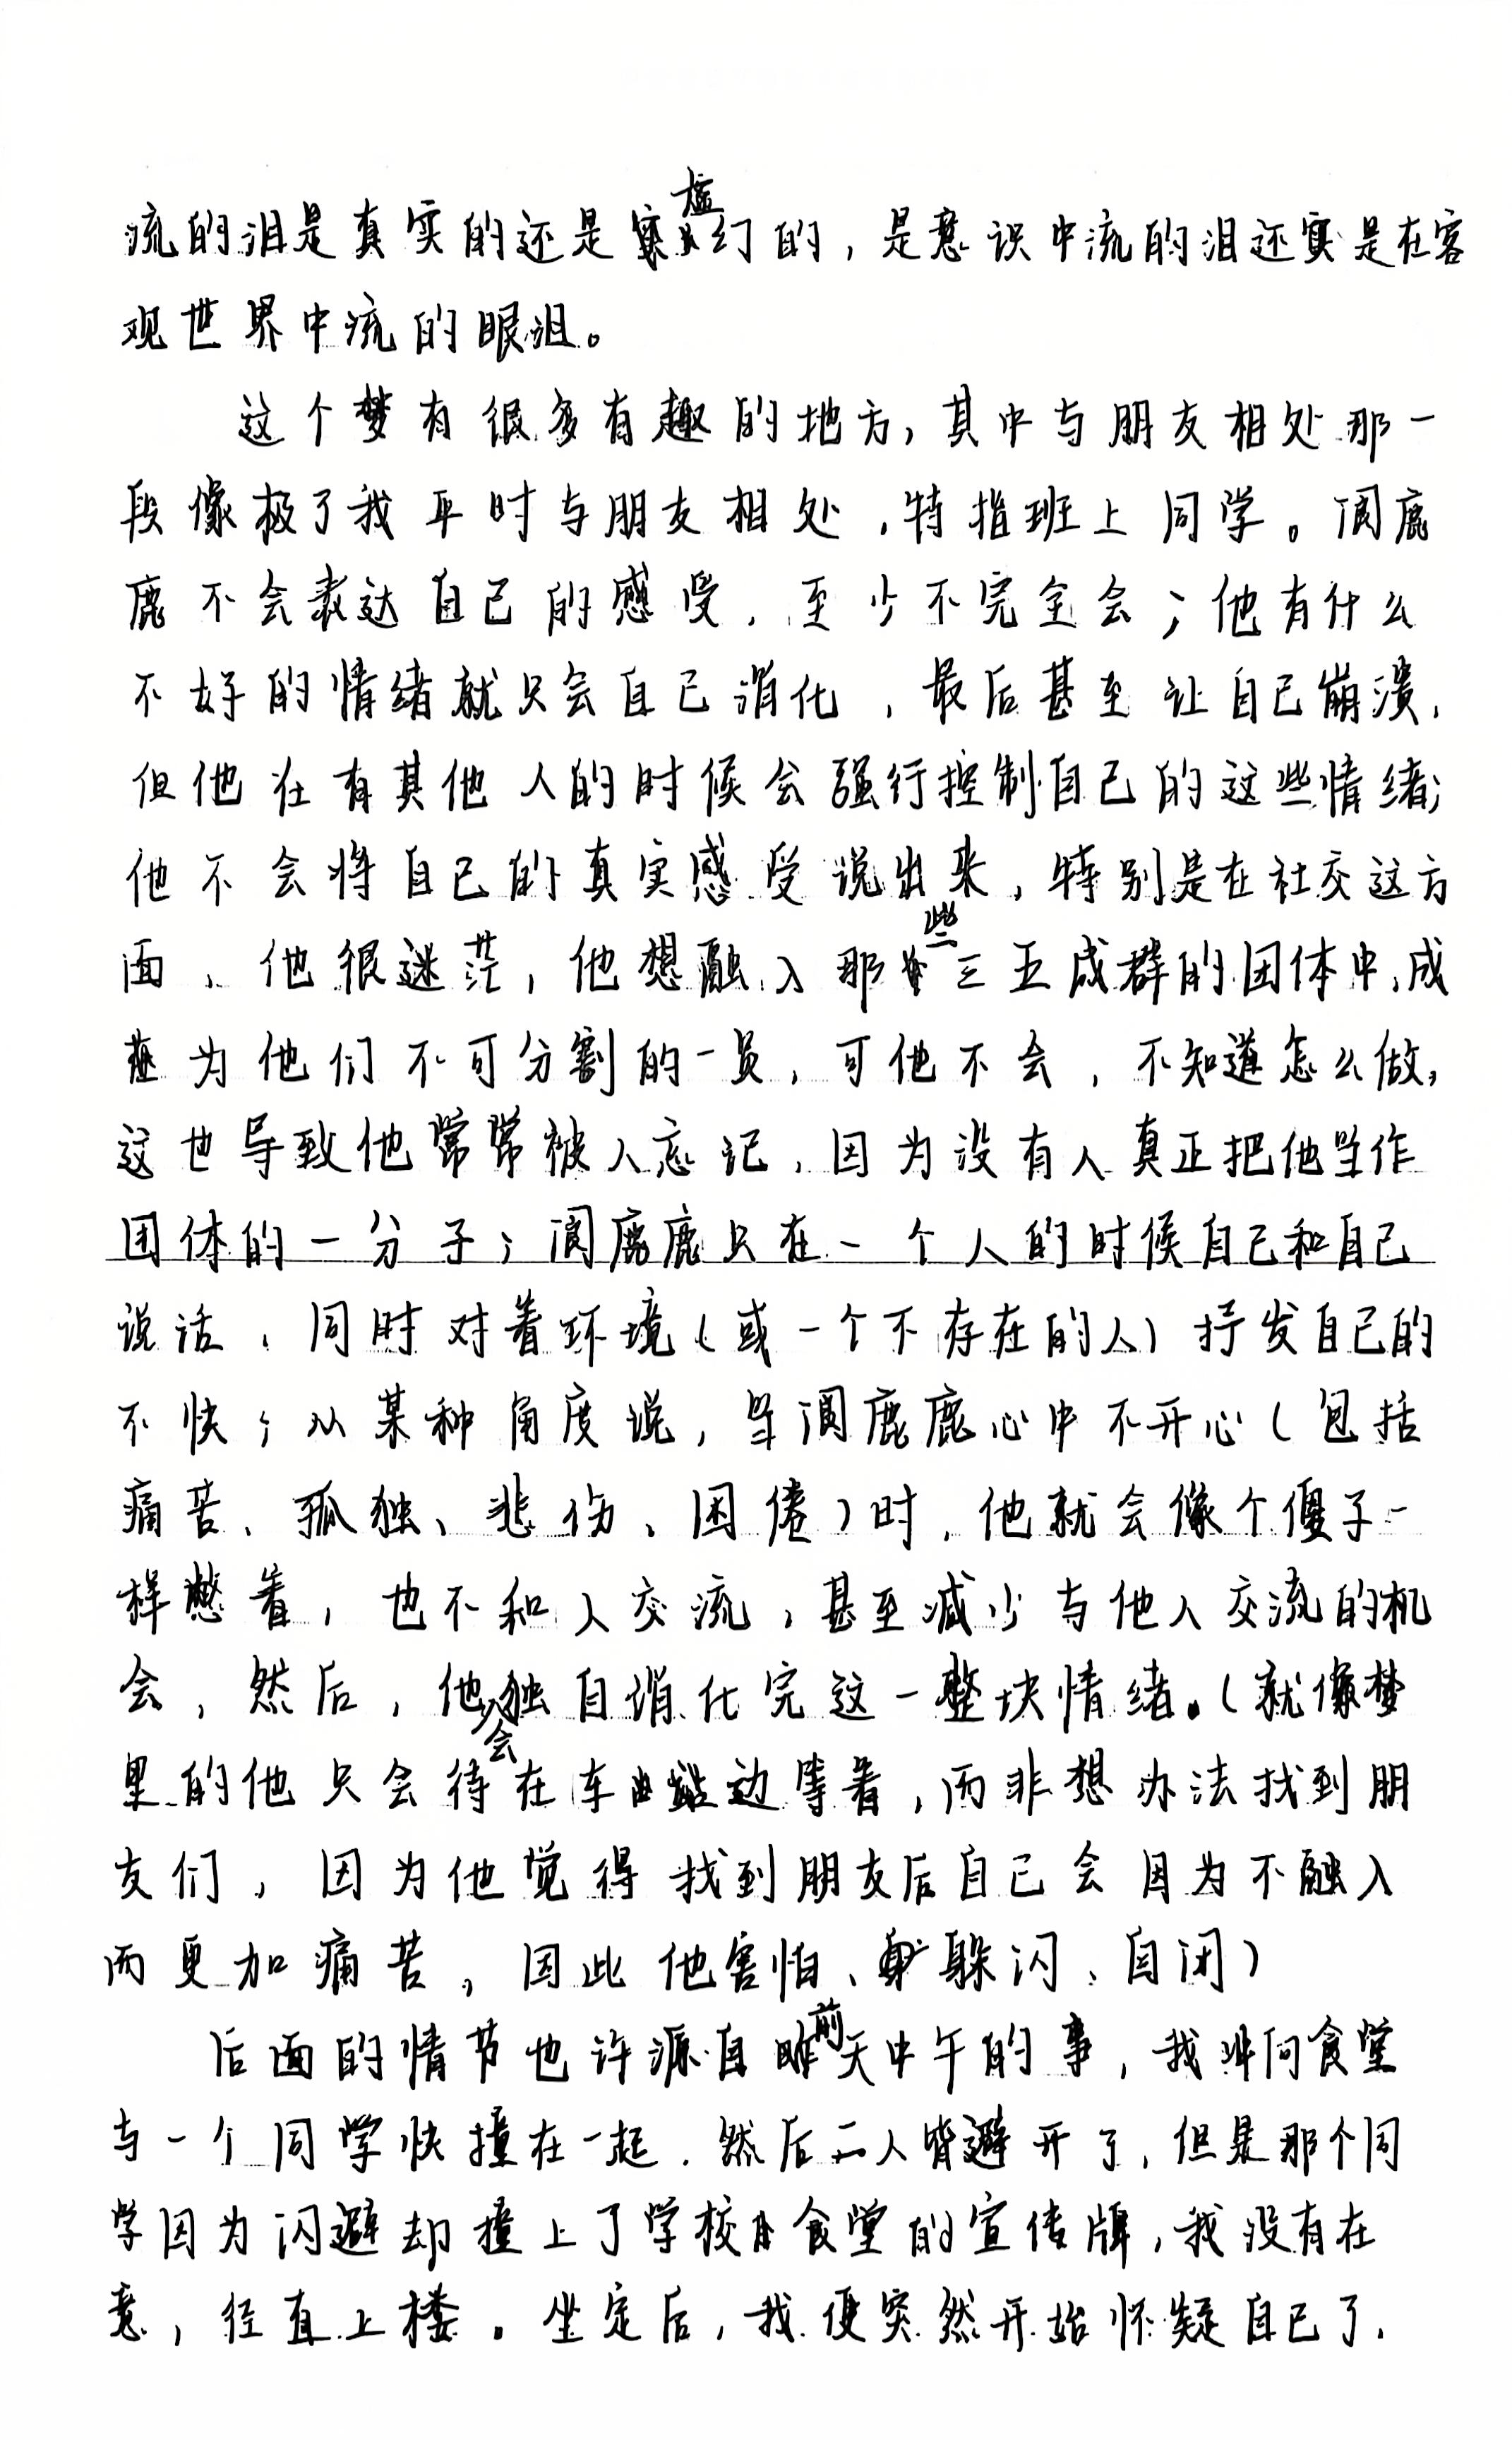 流的泪是真实的还是虚幻的，是意识中流的泪还是在客
观世界中流的眼泪。
这个梦有很多有趣的地方，其中与朋友相处那一
段像极了我平时与朋友相处，特指班上同学。阆鹿
鹿不会表达自己的感受，至少不完全会；他有什么
不好的情绪就只会自己消化，最后甚至让自己崩溃，
但他在有其他人的时候会强行控制自己的这些情绪；
他不会将自己的真实感受说出来，特别是在社交这方
面，他很迷茫，他想融入那些三五成群的团体中，成
为他们不可分割的一员，可他不会，不知道怎么做，
这也导致他常常被人忘记，因为没有人真正把他当作
团体的一分子；阆鹿鹿只在一个人的时候自己和自己
说话，同时对着环境（或一个不存在的人）抒发自己的
不快；从某种角度说，当阆鹿鹿心中不开心（包括
痛苦、孤独、悲伤、困倦）时，他就会像个傻子一
样憋着，也不和人交流，甚至减少与他人交流的机
会，然后，他会独自消化完这一整块情绪。（就像梦
里的他只会待在车站边等着，而非想办法找到朋
友们，因为他觉得找到朋友后自己会因为不融入
而更加痛苦，因此他害怕、躲闪、自闭）
后面的情节也许源自前天中午的事，我冲向食堂
与一个同学快撞在一起，然后二人皆避开了，但是那个同
学因为闪避却撞上了学校食堂的宣传牌，我没有在
意，径直上楼。坐定后，我便突然开始怀疑自己了，